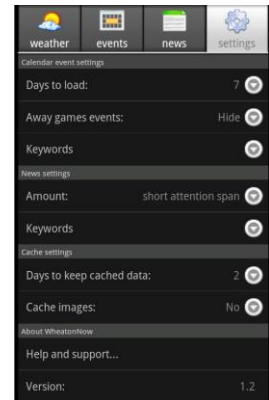 weather events news settings
Calendar event settings
Days to load: 7
Away games events: Hide
Keywords
News settings
Amount: short attention span
Keywords
Cache settings
Days to keep cached data: 2
Cache images: No
About WheatonNow
Help and support...
Version: 1.2